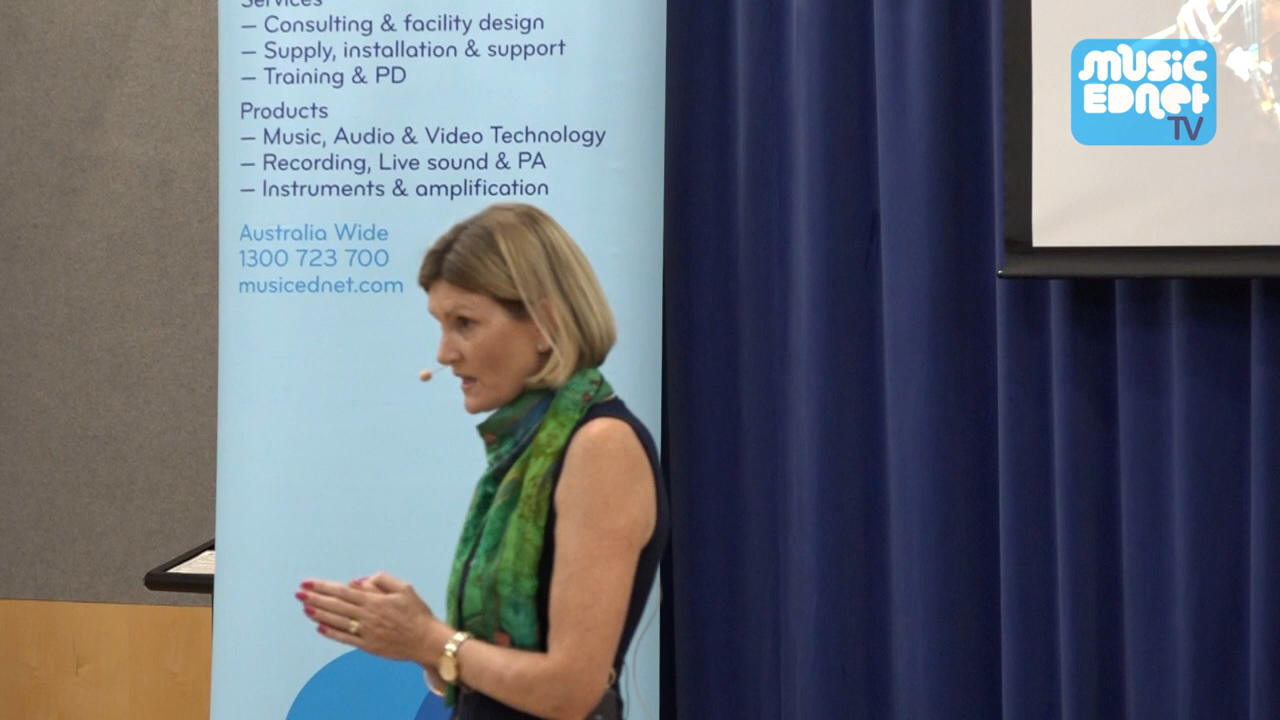 Services
– Consulting & facility design
– Supply, installation & support
– Training & PD
Products
– Music, Audio & Video Technology
– Recording, Live sound & PA
– Instruments & amplification
Australia Wide
1300 723 700
musicednet.com
music
EDnet
TV